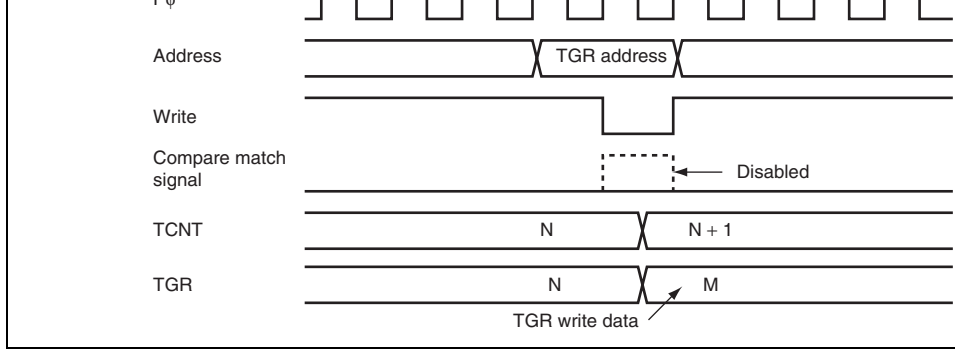 Pφ
Address
TGR address
Write
Compare match
signal
Disabled
TCNT
N
N + 1
TGR
N
M
TGR write data